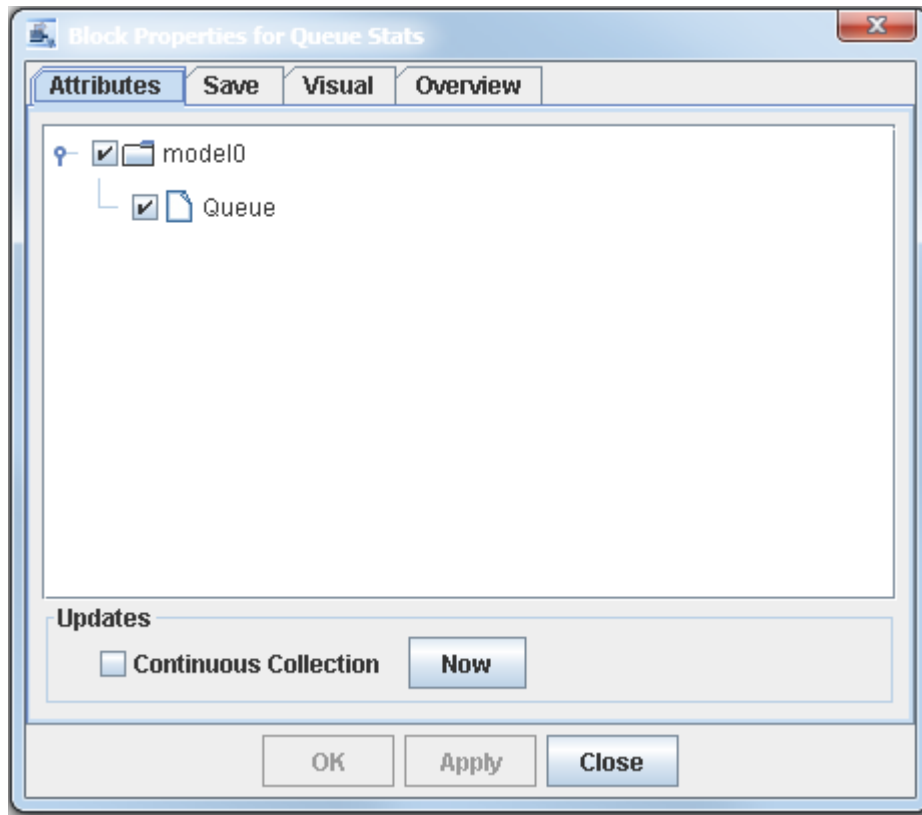 Block Properties for Queue Stats
Attributes Save Visual Overview
model0
Queue
Updates
Continuous Collection Now
OK Apply Close